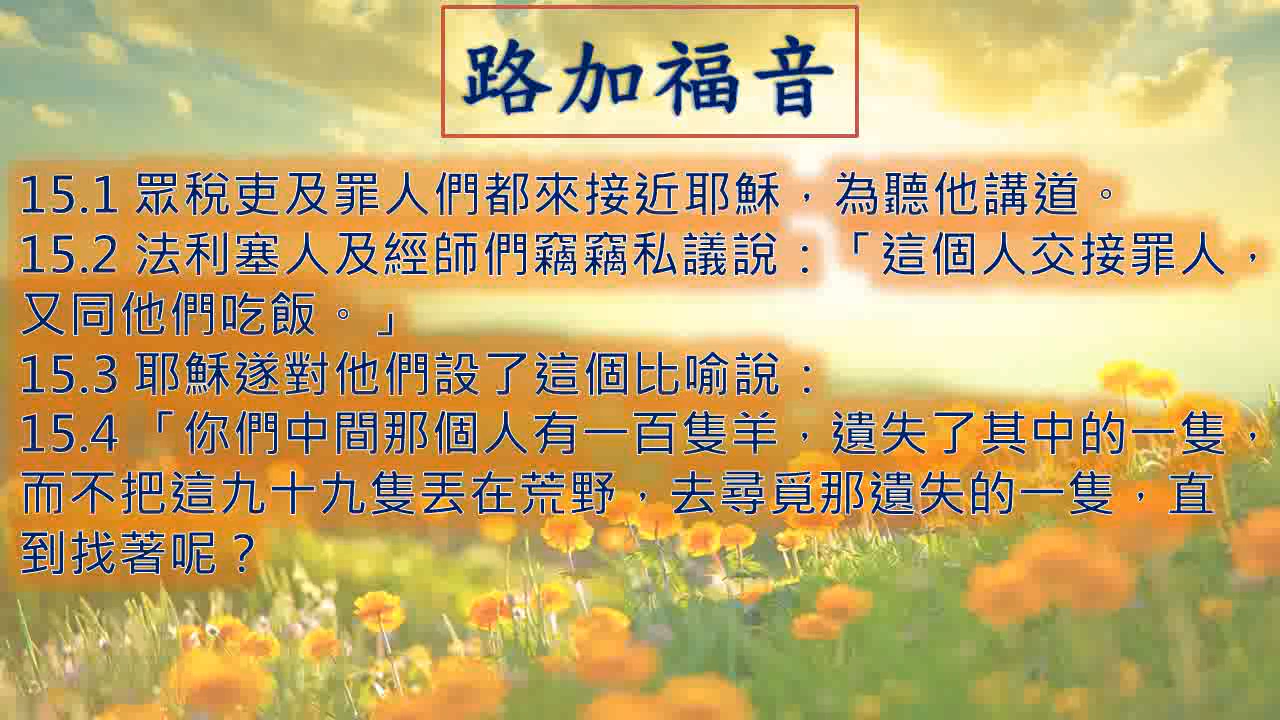 路加福音
15.1 眾稅吏及罪人們都來接近耶穌，為聽他講道。
15.2 法利塞人及經師們竊竊私議說：「這個人交接罪人，
又同他們吃飯。」
15.3 耶穌遂對他們設了這個比喻說：
15.4 「你們中間那個人有一百隻羊，遺失了其中的一隻，
而不把這九十九隻丟在荒野，去尋覓那遺失的一隻，直
到找著呢？